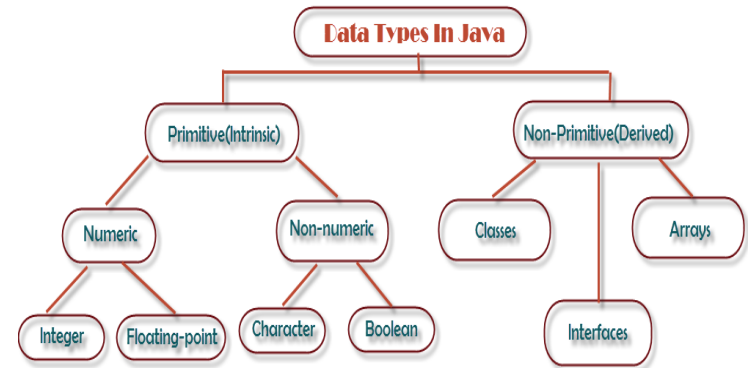 Data Types In Java
Primitive(Intrinsic)
Non-Primitive(Derived)
Numeric
Non-numeric
Classes
Arrays
Integer
Floating-point
Character
Boolean
Interfaces